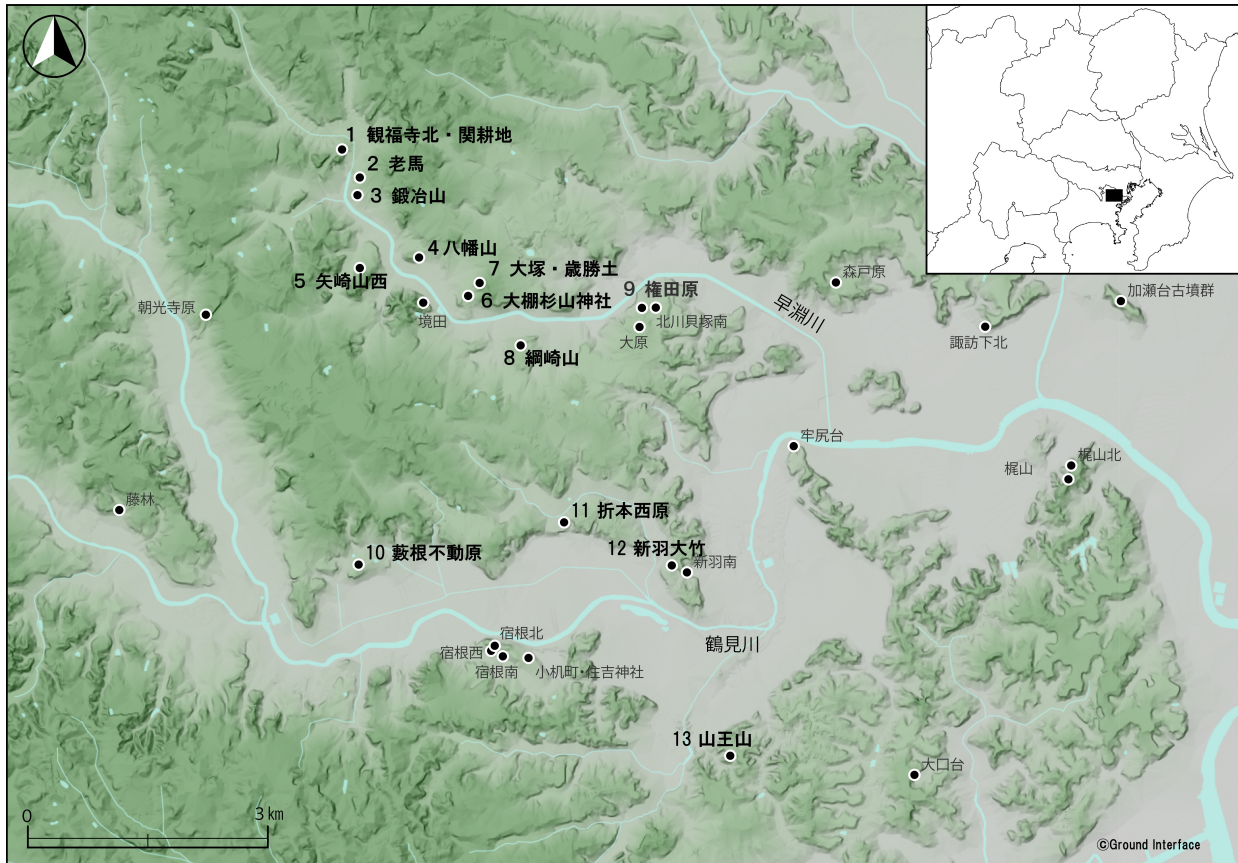 1 観福寺北・関耕地
2 老馬
3 鍛冶山
4 八幡山
5 矢崎山西
7 大塚・歳勝土
6 大棚杉山神社
9 権田原
森戸原
加瀬台古墳群
朝光寺原
境田
北川貝塚南
早淵川
大原
諏訪下北
8 綱崎山
牢尻台
梶山北
梶山
藤林
11 折本西原
10 藪根不動原
12 新羽大竹
新羽南
宿根北
鶴見川
宿根西
宿根南
小机町・住吉神社
13 山王山
大口台
0
3 km
©Ground Interface